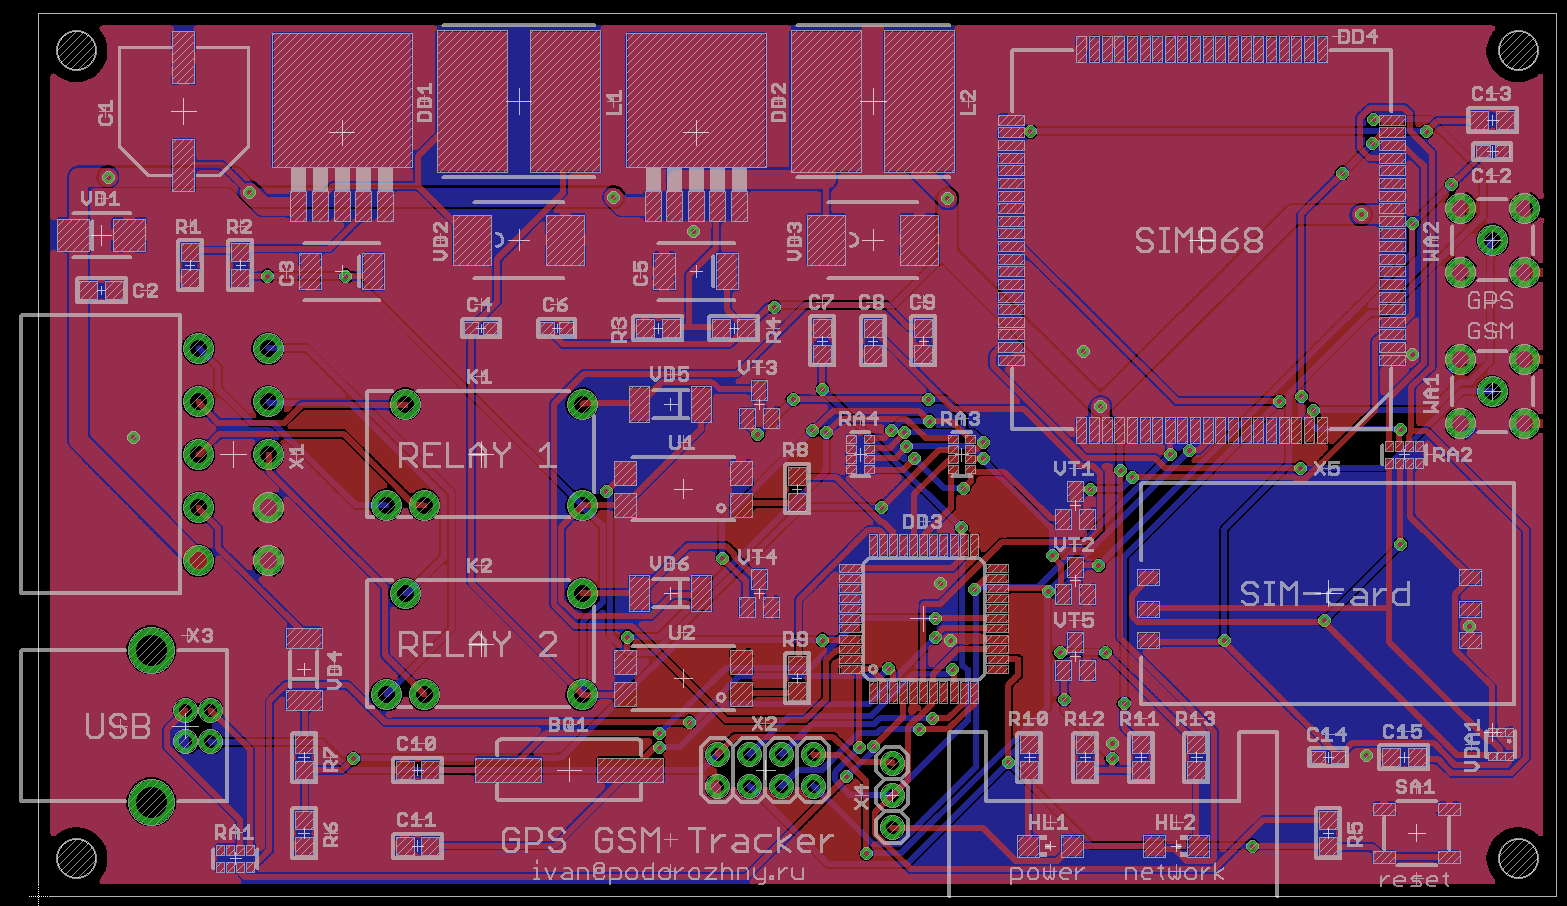 DD4
C1
DD1
L1
DD2
L2
C13
C12
VD1
R1
R2
VD2
VD3
SIM968
WA2
C2
C3
C5
GPS
C4
C6
R3
R4
C7
C8
C9
GSM
K1
VD5
VT3
WA1
RELAY 1
X1
U1
RA4
RA3
R8
VT1
X5
RA2
DD3
K2
VD6
VT4
VT2
SIM-card
RELAY 2
U2
R9
VT5
X3
VD4
USB
BQ1
X2
R10
R12
R11
R13
R7
C10
X4
C14
C15
VDA1
SA1
RA1
R6
C11
GPS GSM Tracker
HL1
HL2
R5
ivan@podorozhny.ru
power
network
reset